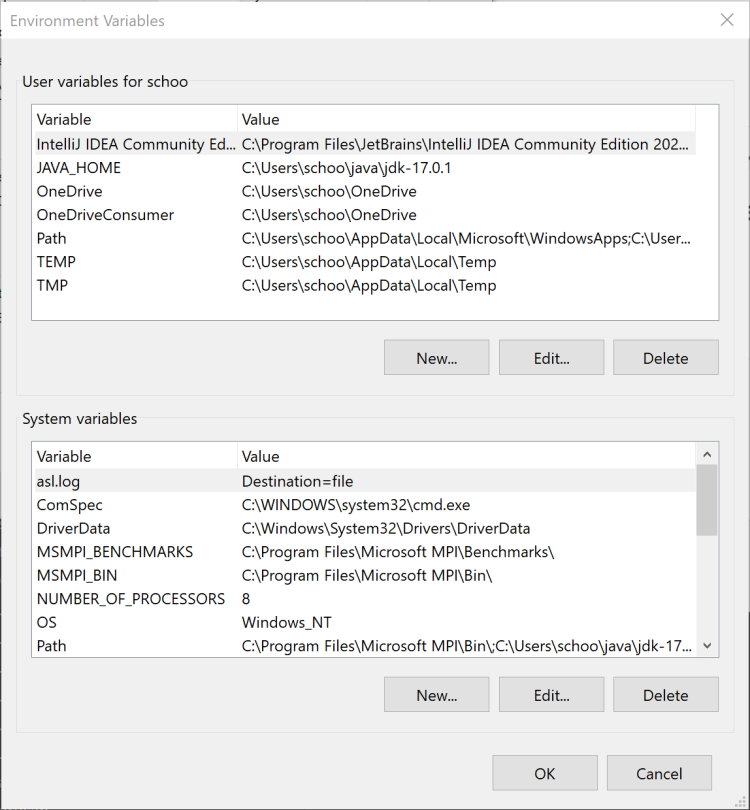 Environment Variables
User variables for schoo
Variable Value
IntelliJ IDEA Community Ed... C:\Program Files\JetBrains\IntelliJ IDEA Community Edition 202...
JAVA_HOME C:\Users\schoo\java\jdk-17.0.1
OneDrive C:\Users\schoo\OneDrive
OneDriveConsumer C:\Users\schoo\OneDrive
Path C:\Users\schoo\AppData\Local\Microsoft\WindowsApps;C:\User...
TEMP C:\Users\schoo\AppData\Local\Temp
TMP C:\Users\schoo\AppData\Local\Temp
New... Edit... Delete
System variables
Variable Value
asl.log Destination=file
ComSpec C:\WINDOWS\system32\cmd.exe
DriverData C:\Windows\System32\Drivers\DriverData
MSMPI_BENCHMARKS C:\Program Files\Microsoft MPI\Benchmarks\
MSMPI_BIN C:\Program Files\Microsoft MPI\Bin\
NUMBER_OF_PROCESSORS 8
OS Windows_NT
Path C:\Program Files\Microsoft MPI\Bin\;C:\Users\schoo\java\jdk-17...
New... Edit... Delete
OK Cancel